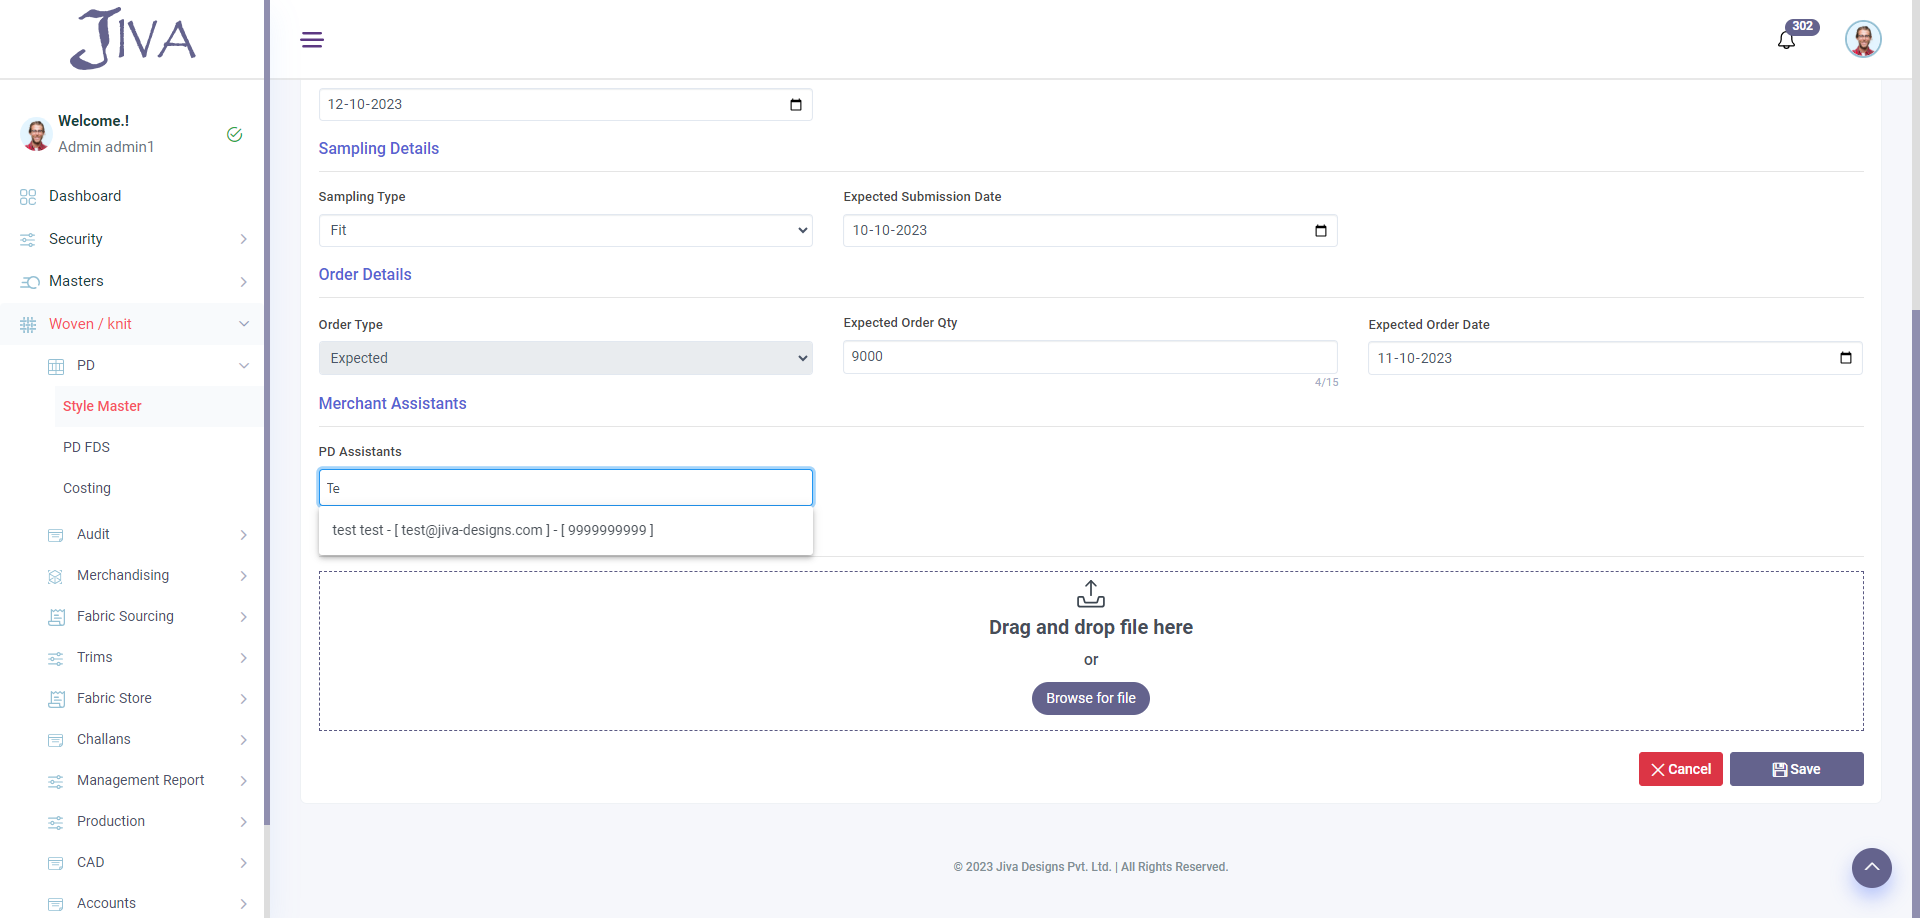 JIVA
302
Welcome.!
Admin admin1
Dashboard
Security
Masters
Woven / knit
PD
Style Master
PD FDS
Costing
Audit
Merchandising
Fabric Sourcing
Trims
Fabric Store
Challans
Management Report
Production
CAD
Accounts
12-10-2023
Sampling Details
Sampling Type
Expected Submission Date
Fit
10-10-2023
Order Details
Order Type
Expected Order Qty
Expected Order Date
Expected
9000
11-10-2023
4/15
Merchant Assistants
PD Assistants
Te
test test - [ test@jiva-designs.com ] - [ 9999999999 ]
Drag and drop file here
or
Browse for file
Cancel
Save
© 2023 Jiva Designs Pvt. Ltd. | All Rights Reserved.